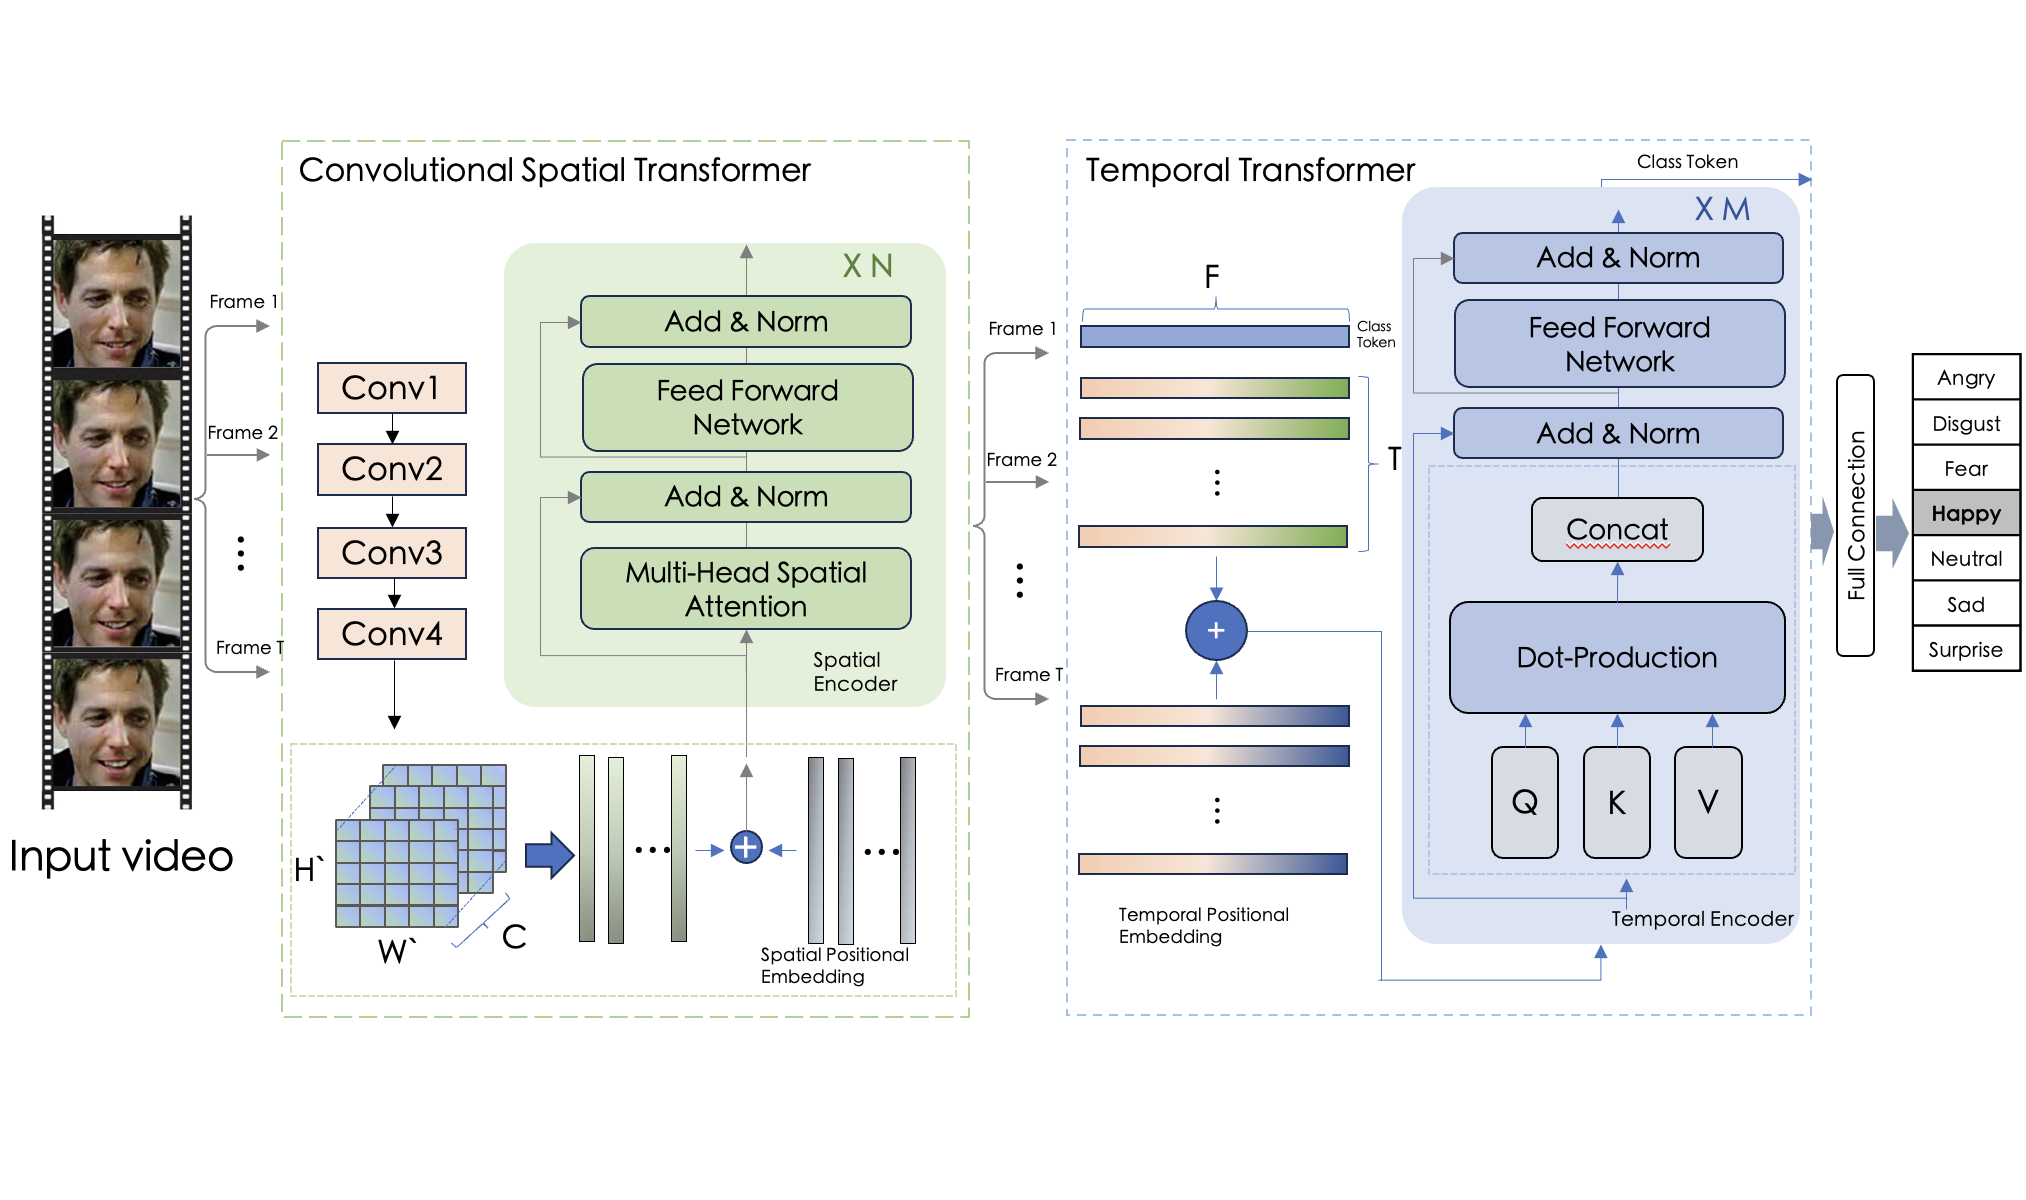 Input video
Frame 1
Frame 2
Frame T
Convolutional Spatial Transformer
Conv1
Conv2
Conv3
Conv4
X N
Add & Norm
Feed Forward
Network
Add & Norm
Multi-Head Spatial
Attention
Spatial
Encoder
H`
W`
C
+
Spatial Positional
Embedding
Frame 1
Frame 2
Frame T
Temporal Transformer
F
Class
Token
T
+
Temporal Positional
Embedding
Class Token
X M
Add & Norm
Feed Forward
Network
Add & Norm
Concat
Dot-Production
Q
K
V
Temporal Encoder
Full Connection
Angry
Disgust
Fear
Happy
Neutral
Sad
Surprise